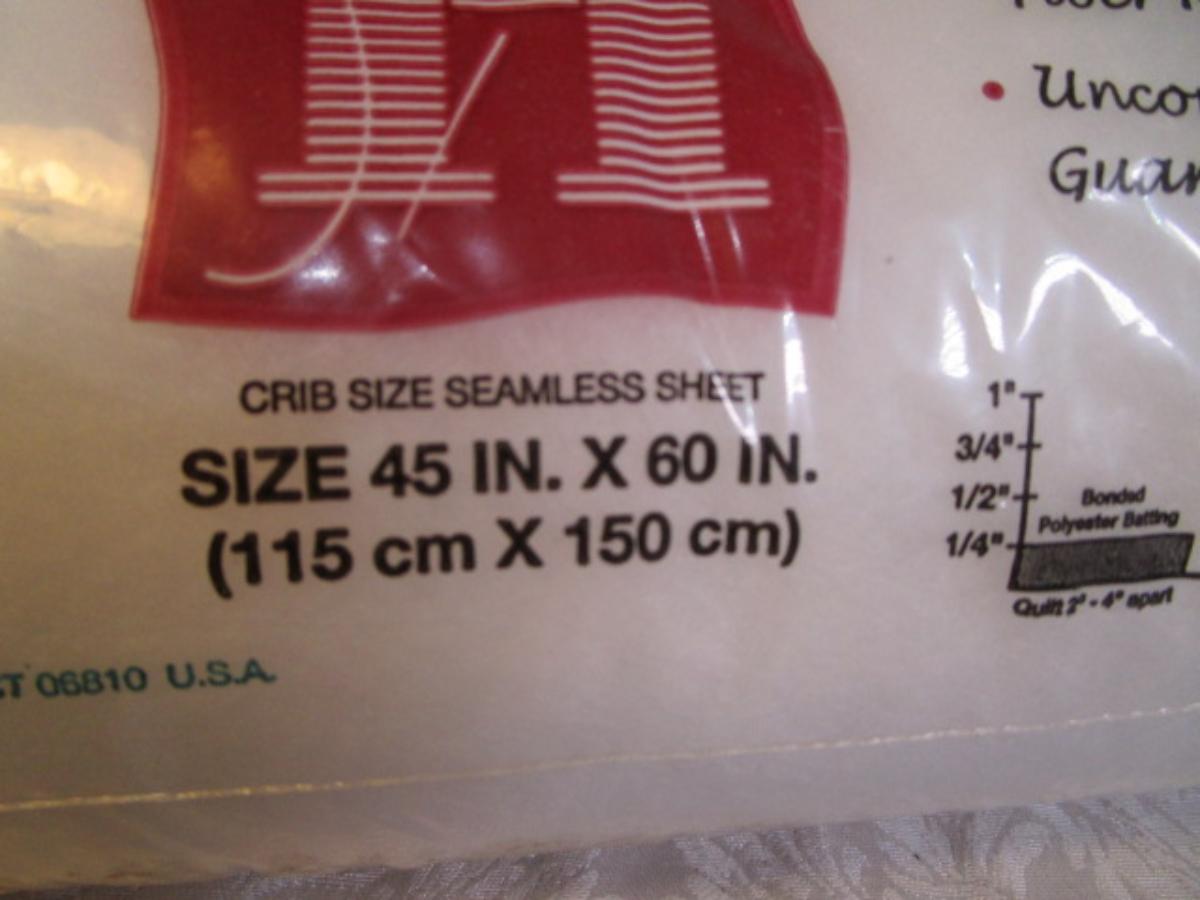 Unco
Guar
CRIB SIZE SEAMLESS SHEET
SIZE 45 IN. X 60 IN.
(115 cm X 150 cm)
1"
3/4"
1/2"
1/4"
Bonded
Polyester Batting
Quilt 2" - 4" apart
T 06810 U.S.A.